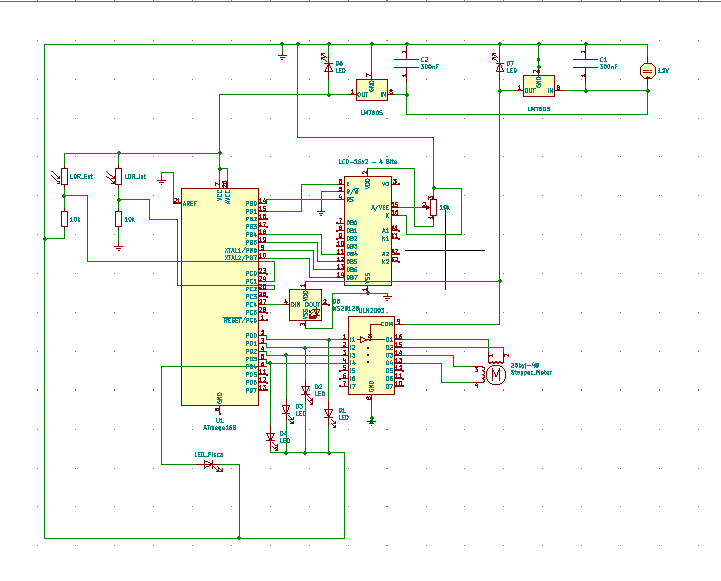 D6
LED
C2
300nF
D7
LED
C1
300nF
GND
OUT
IN
LM7805
GND
OUT
IN
LM7805
LCD-16x2 - 4 Bits
LDR_Ext
LDR_Int
10k
10k
AREF
VCC
AVCC
PB0
PB1
PB2
PB3
PB4
PB5
XTAL1/PB6
XTAL2/PB7
PC0
PC1
PC2
PC3
PC4
PC5
RESET/PC6
PD0
PD1
PD2
PD3
PD4
PD5
PD6
PD7
GND
U1
ATmega168
VDD
E
R/W
RS
DB0
DB1
DB2
DB3
DB4
DB5
DB6
DB7
VO
A/VEE
K
A1
K1
A2
K2
VSS
10k
VDD
DIN
DOUT
VSS
D8
WS2812B
COM
I1
I2
I3
I4
I5
I6
I7
O1
O2
O3
O4
O5
O6
O7
GND
M
Stepper_Motor
D2
LED
D3
LED
D1
LED
D4
LED
LED_Pisca